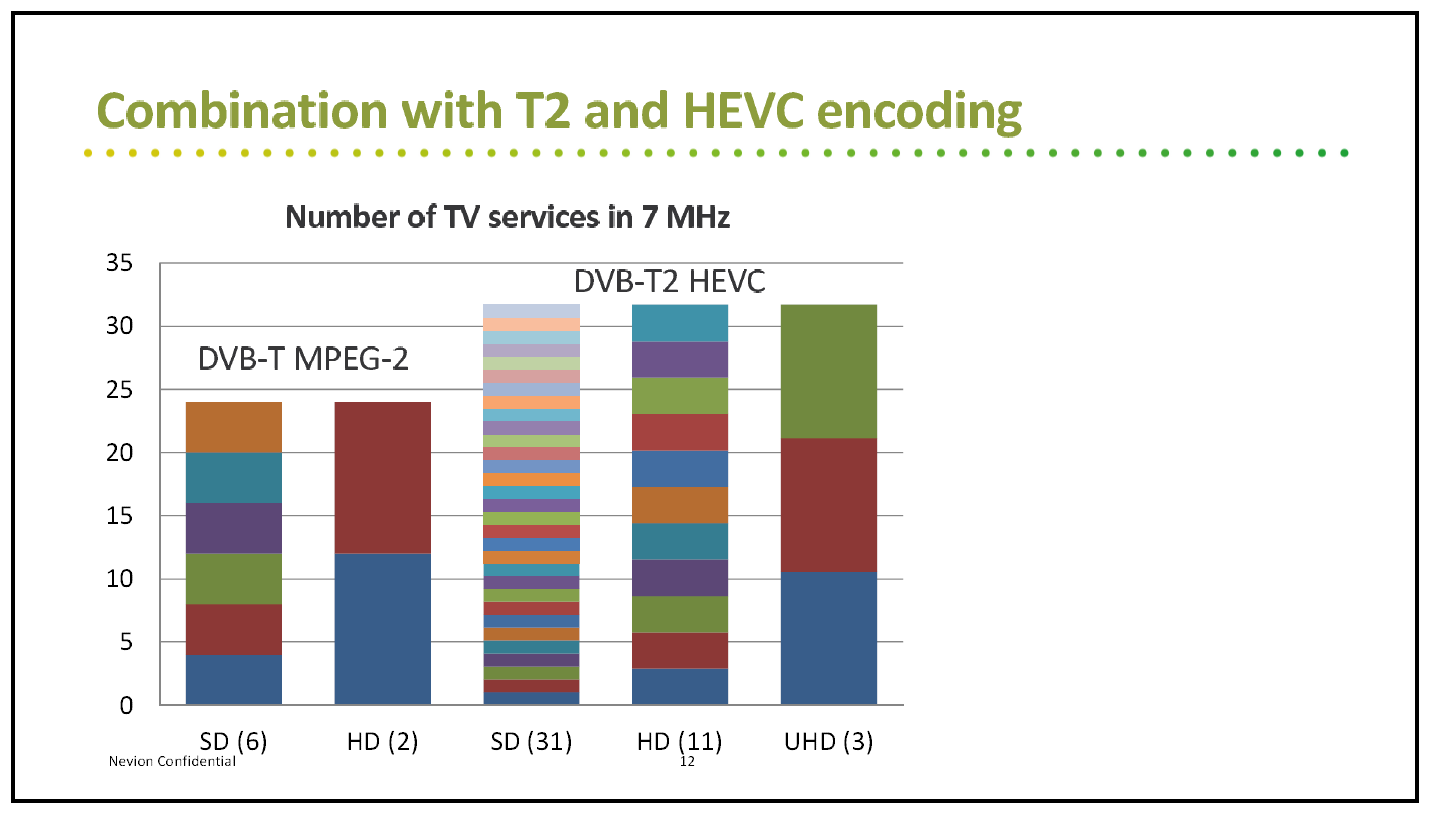 Combination with T2 and HEVC encoding
Number of TV services in 7 MHz
35
30
25
20
15
10
5
0
DVB-T MPEG-2
DVB-T2 HEVC
SD (6)
HD (2)
SD (31)
HD (11)
UHD (3)
Nevion Confidential
12